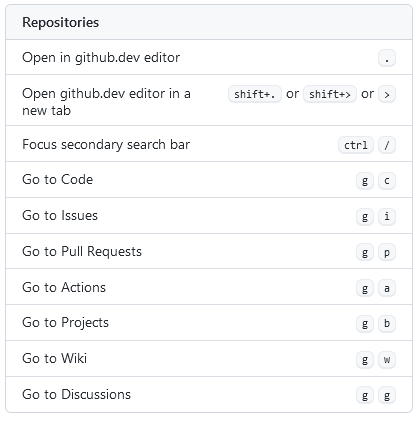 Repositories
Open in github.dev editor .
Open github.dev editor in a shift+. or shift+> or >
new tab
Focus secondary search bar ctrl /
Go to Code g c
Go to Issues g i
Go to Pull Requests g p
Go to Actions g a
Go to Projects g b
Go to Wiki g w
Go to Discussions g g